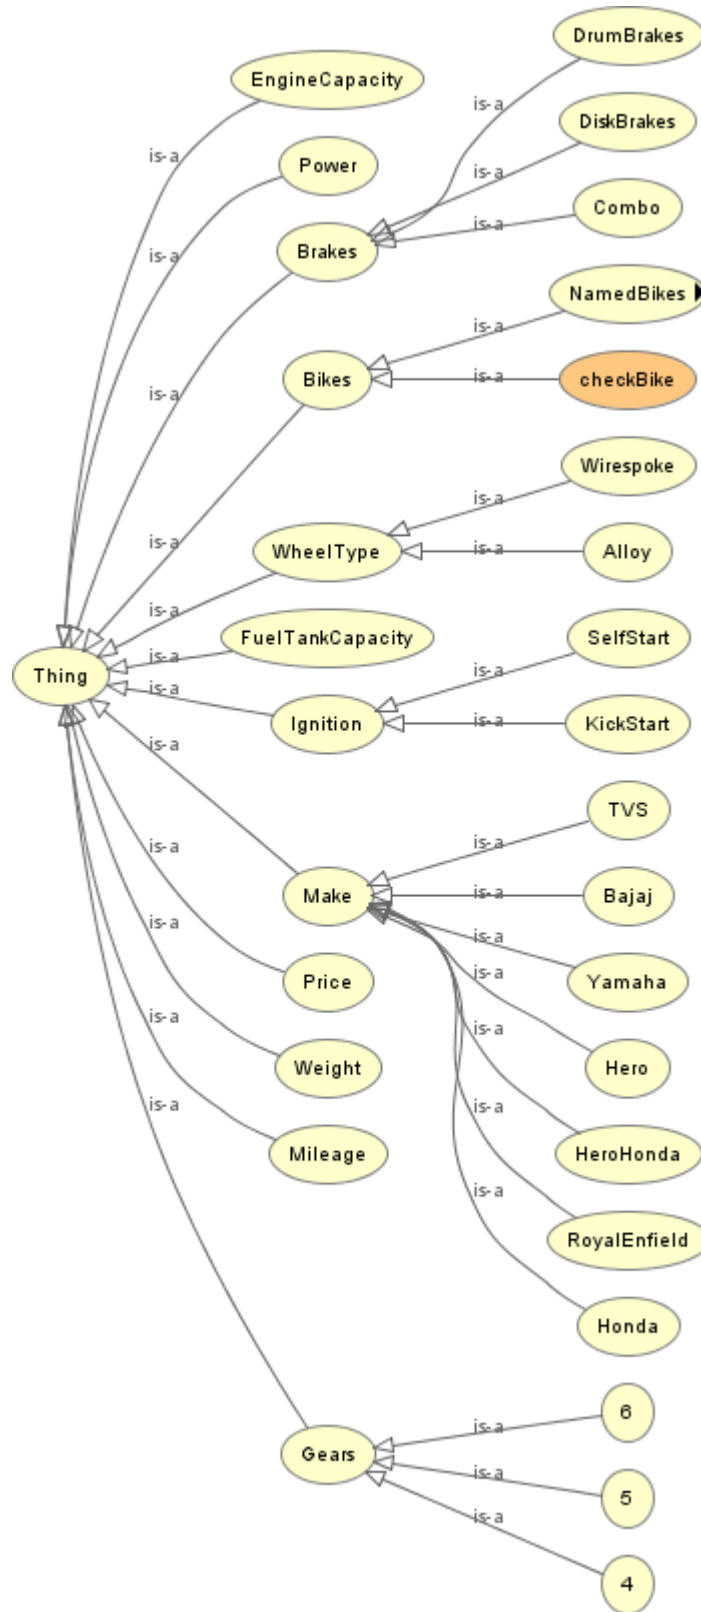 DrumBrakes
EngineCapacity
DiskBrakes
is-a
is-a
Power
is-a
Combo
is-a
is-a
Brakes
NamedBikes
is-a
Bikes
is-a
checkBike
is-a
Wirespoke
is-a
is-a
WheelType
is-a
Alloy
is-a
FuelTankCapacity
SelfStart
is-a
Thing
is-a
is-a
Ignition
is-a
KickStart
is-a
TVS
is-a
is-a
Make
is-a
Bajaj
is-a
is-a
is-a
Price
Yamaha
is-a
Weight
Hero
is-a
is-a
Mileage
HeroHonda
is-a
RoyalEnfield
Honda
6
is-a
Gears
is-a
5
is-a
4